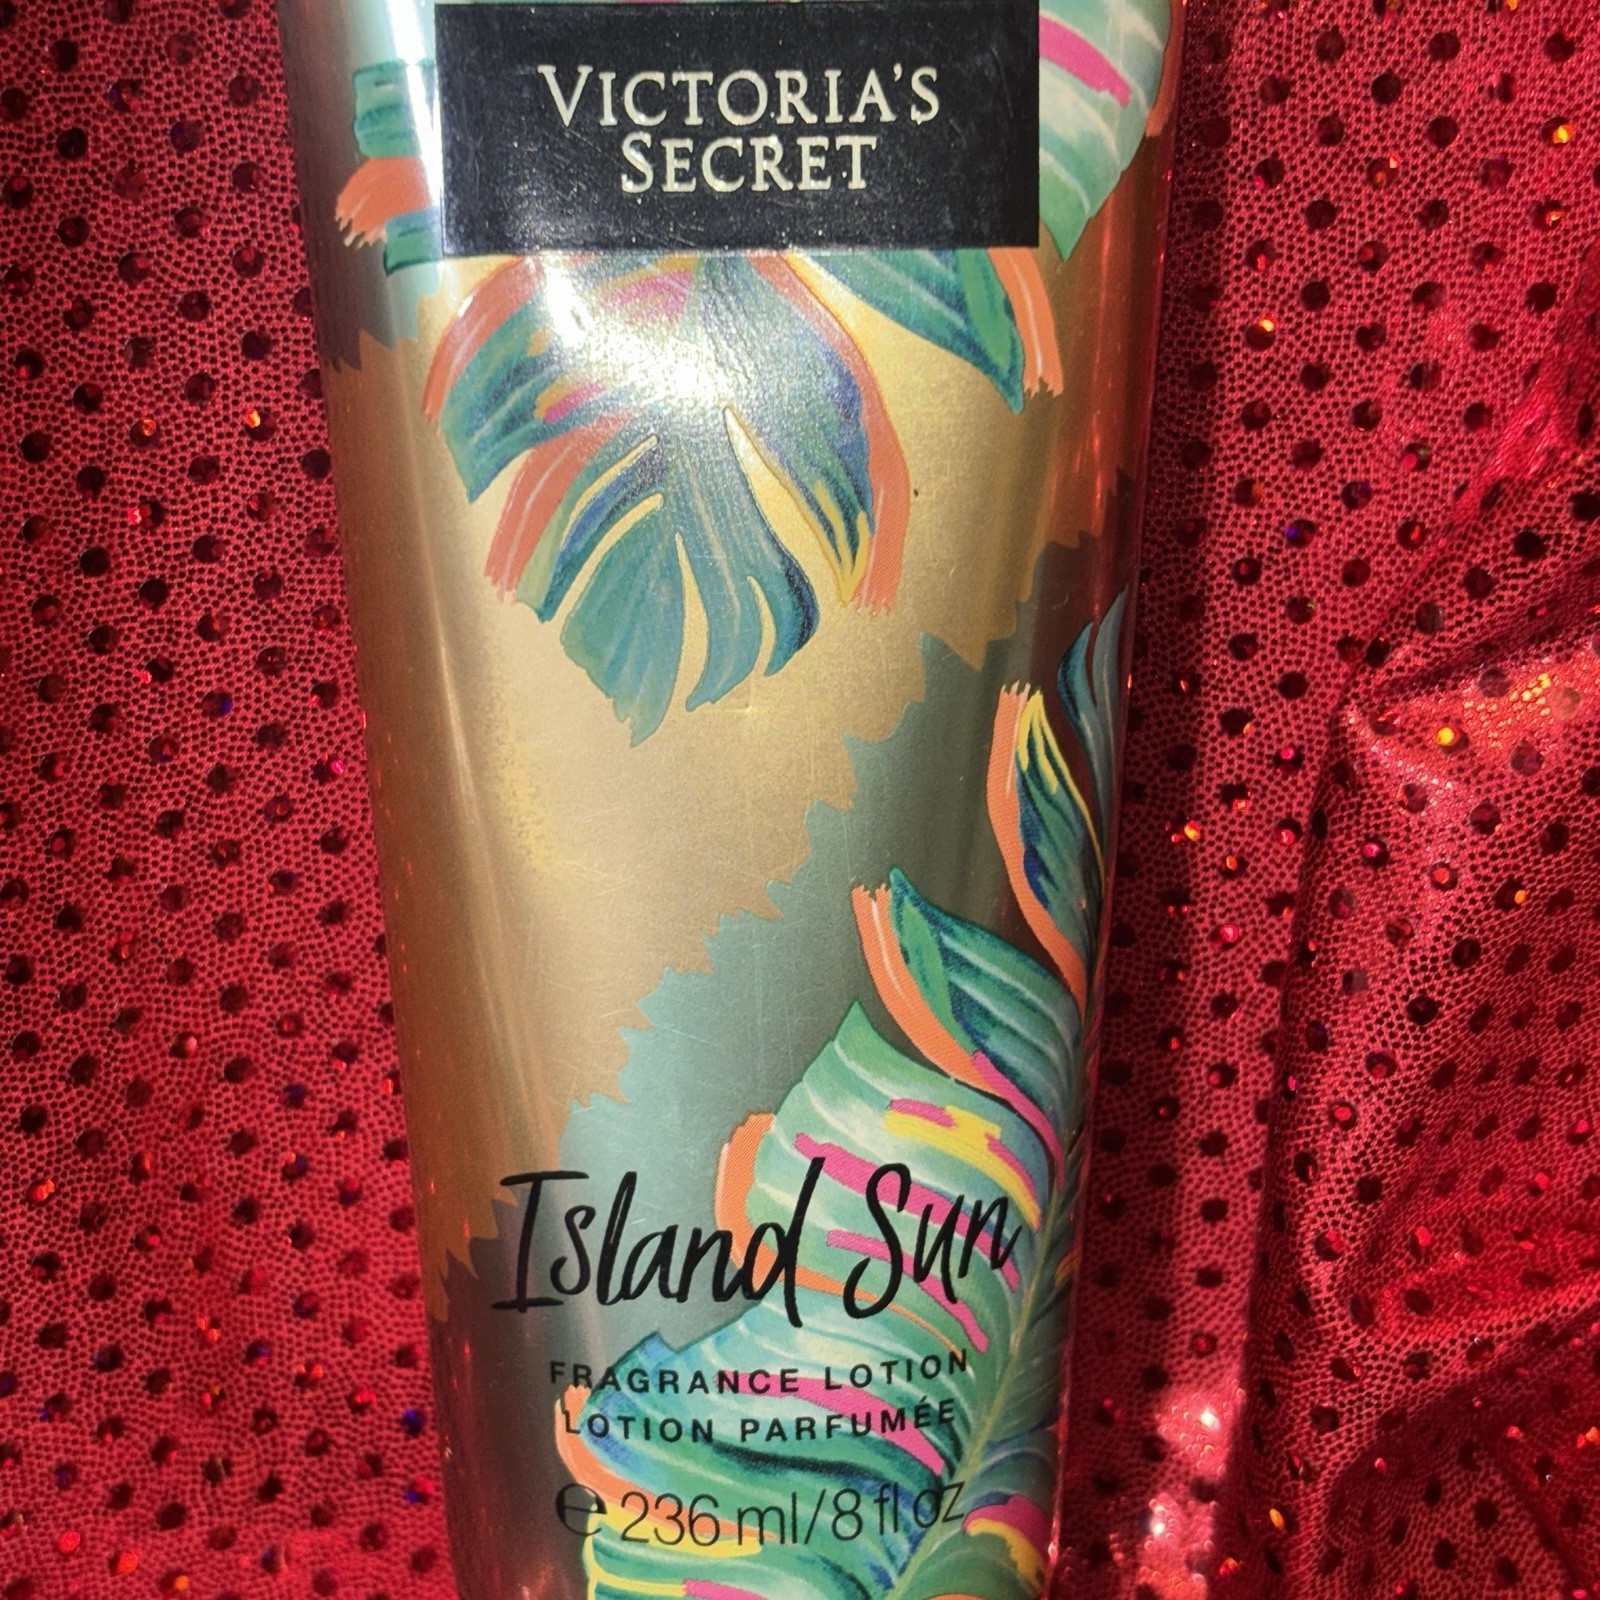 VICTORIA'S
SECRET
Island Sun
FRAGRANCE LOTION
LOTION PARFUMÉE
℮ 236 ml/8 fl oz